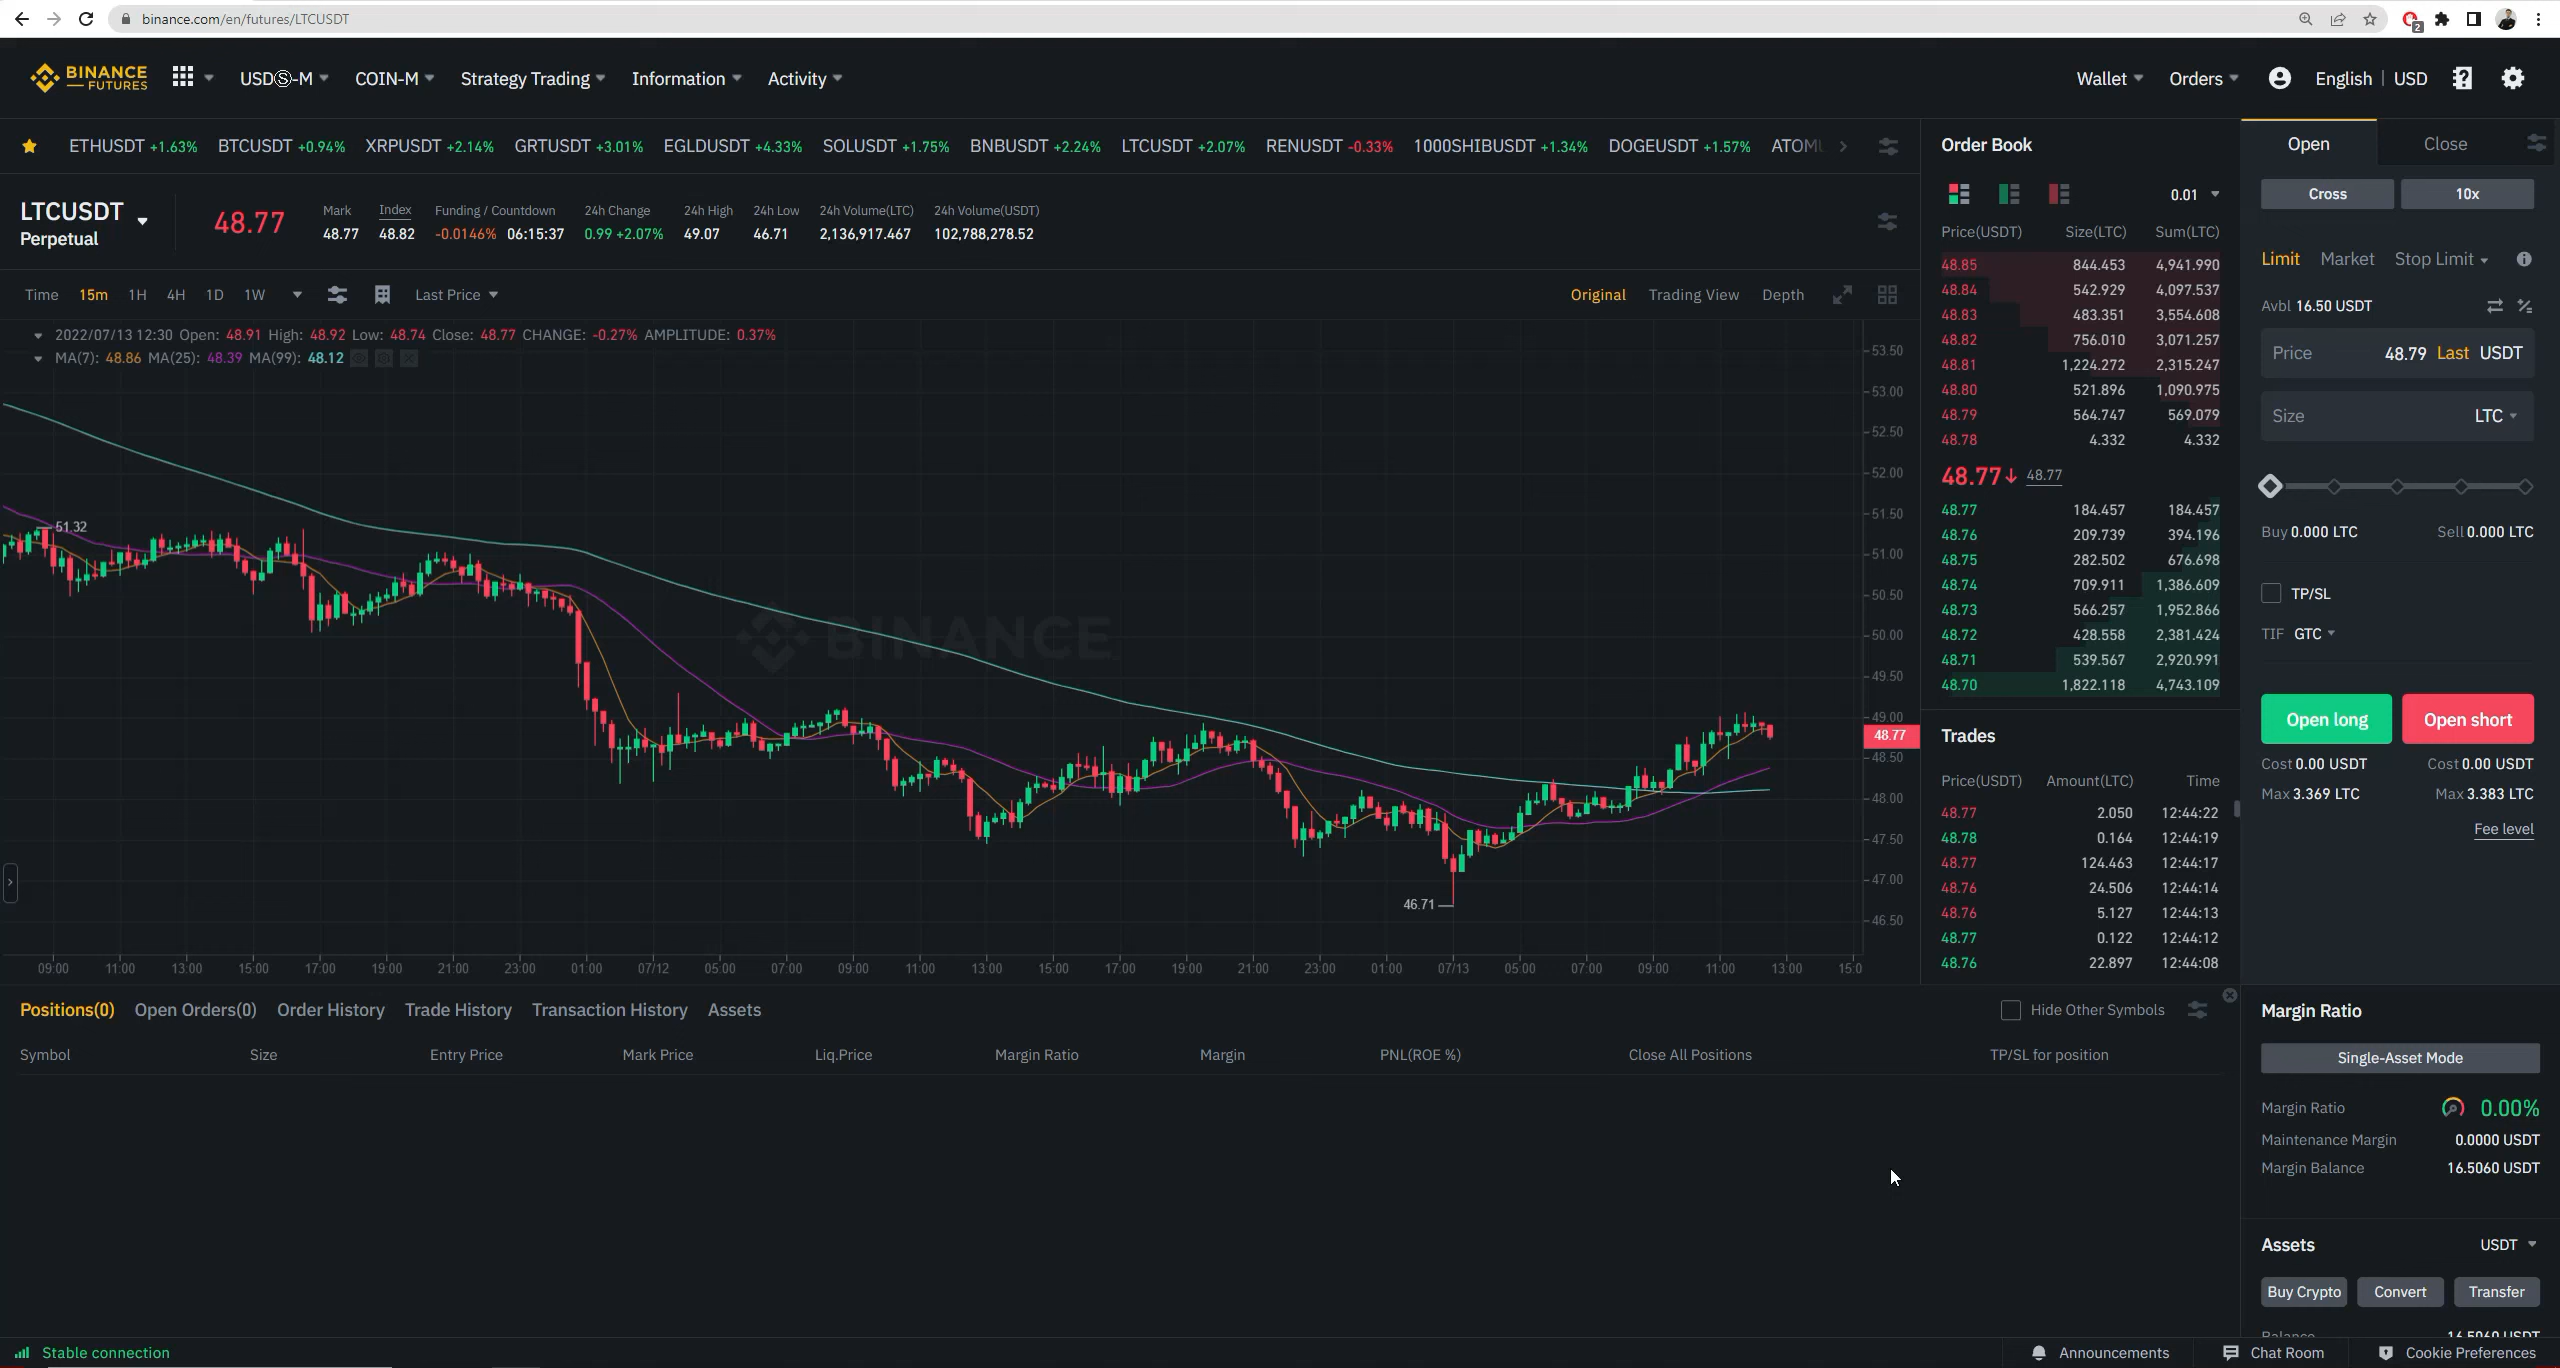 binance.com/en/futures/LTCUSDT
2
BINANCE FUTURES USDⓈ-M COIN-M Strategy Trading Information Activity Wallet Orders English USD
ETHUSDT +1.63% BTCUSDT +0.94% XRPUSDT +2.14% GRTUSDT +3.01% EGLDUSDT +4.33% SOLUSDT +1.75% BNBUSDT +2.24% LTCUSDT +2.07% RENUSDT -0.33% 1000SHIBUSDT +1.34% DOGEUSDT +1.57% ATOMU
LTCUSDT
Perpetual
48.77
Mark Index Funding / Countdown 24h Change 24h High 24h Low 24h Volume(LTC) 24h Volume(USDT)
48.77 48.82 -0.0146% 06:15:37 0.99 +2.07% 49.07 46.71 2,136,917.467 102,788,278.52
Time 15m 1H 4H 1D 1W Last Price Original Trading View Depth
2022/07/13 12:30 Open: 48.91 High: 48.92 Low: 48.74 Close: 48.77 CHANGE: -0.27% AMPLITUDE: 0.37%
MA(7): 48.86 MA(25): 48.39 MA(99): 48.12
53.50
53.00
52.50
52.00
51.50
51.00
50.50
50.00
49.50
49.00
48.77
48.50
48.00
47.50
47.00
46.50
51.32
BINANCE
46.71
09:00 11:00 13:00 15:00 17:00 19:00 21:00 23:00 01:00 07/12 05:00 07:00 09:00 11:00 13:00 15:00 17:00 19:00 21:00 23:00 01:00 07/13 05:00 07:00 09:00 11:00 13:00 15:0
Order Book
0.01
Price(USDT) Size(LTC) Sum(LTC)
48.85 844.453 4,941.990
48.84 542.929 4,097.537
48.83 483.351 3,554.608
48.82 756.010 3,071.257
48.81 1,224.272 2,315.247
48.80 521.896 1,090.975
48.79 564.747 569.079
48.78 4.332 4.332
48.77↓ 48.77
48.77 184.457 184.457
48.76 209.739 394.196
48.75 282.502 676.698
48.74 709.911 1,386.609
48.73 566.257 1,952.866
48.72 428.558 2,381.424
48.71 539.567 2,920.991
48.70 1,822.118 4,743.109
Trades
Price(USDT) Amount(LTC) Time
48.77 2.050 12:44:22
48.78 0.164 12:44:19
48.77 124.463 12:44:17
48.76 24.506 12:44:14
48.76 5.127 12:44:13
48.77 0.122 12:44:12
48.76 22.897 12:44:08
Open Close
Cross 10x
Limit Market Stop Limit
Avbl 16.50 USDT
Price 48.79 Last USDT
Size LTC
Buy 0.000 LTC Sell 0.000 LTC
TP/SL
TIF GTC
Open long Open short
Cost 0.00 USDT Cost 0.00 USDT
Max 3.369 LTC Max 3.383 LTC
Fee level
Positions(0) Open Orders(0) Order History Trade History Transaction History Assets Hide Other Symbols
Symbol Size Entry Price Mark Price Liq.Price Margin Ratio Margin PNL(ROE %) Close All Positions TP/SL for position
Margin Ratio
Single-Asset Mode
Margin Ratio 0.00%
Maintenance Margin 0.0000 USDT
Margin Balance 16.5060 USDT
Assets USDT
Buy Crypto Convert Transfer
Balance 16.5060 USDT
Stable connection Announcements Chat Room Cookie Preferences